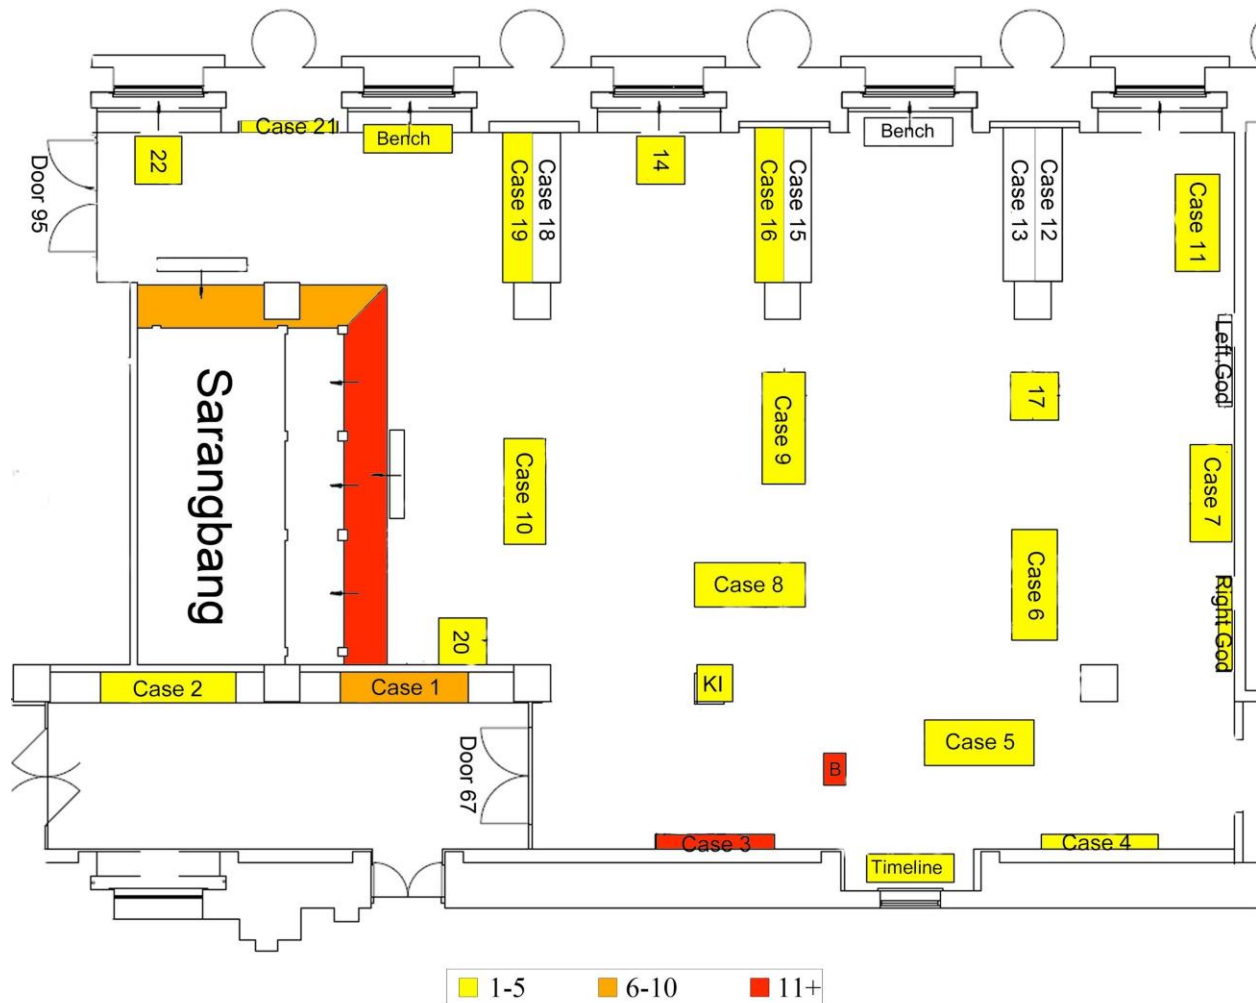 Case 21
Bench
Bench
22
14
Door 95
Case 19
Case 18
Case 16
Case 15
Case 13
Case 12
Case 11
Left God
Sarangbang
17
Case 9
Case 10
Case 7
Case 8
Case 6
Right God
20
Case 2
Case 1
KI
Door 67
Case 5
B
Case 3
Case 4
Timeline
1-5
6-10
11+